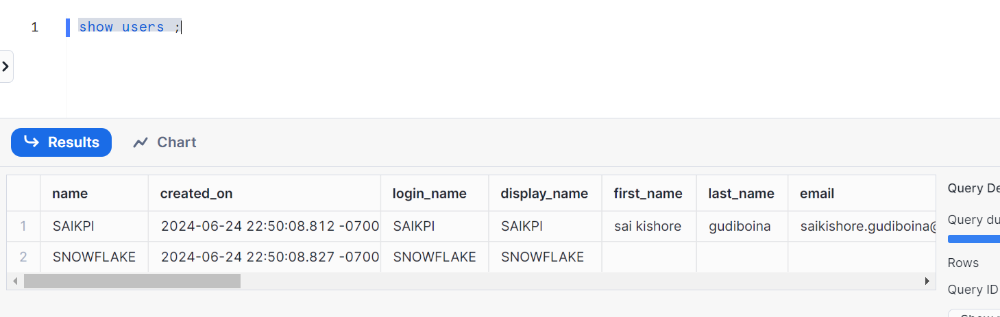 1 show users ;
Results Chart
name created_on login_name display_name first_name last_name email
1 SAIKPI 2024-06-24 22:50:08.812 -0700 SAIKPI SAIKPI sai kishore gudiboina saikishore.gudiboina@
2 SNOWFLAKE 2024-06-24 22:50:08.827 -0700 SNOWFLAKE SNOWFLAKE
Query De
Query du
Rows
Query ID